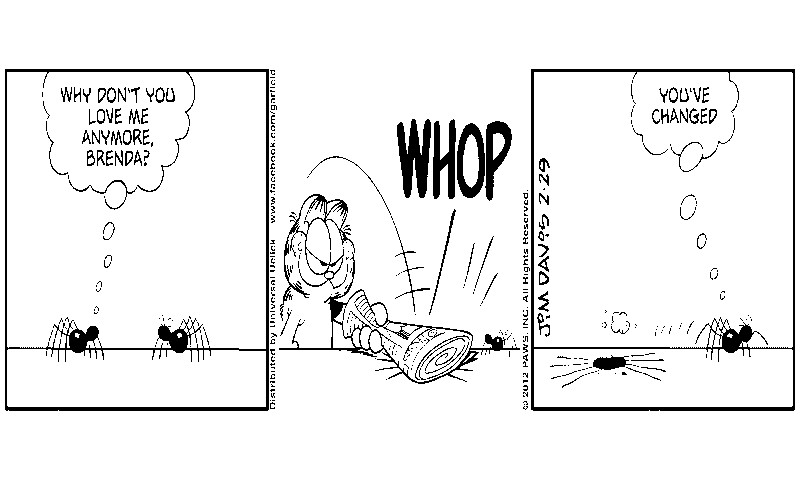 WHY DON'T YOU
LOVE ME
ANYMORE,
BRENDA?
Distributed by Universal Uclick www.facebook.com/garfield
WHOP
© 2012 PAWS, INC. All Rights Reserved.
JIM DAVIS 2·29
YOU'VE
CHANGED